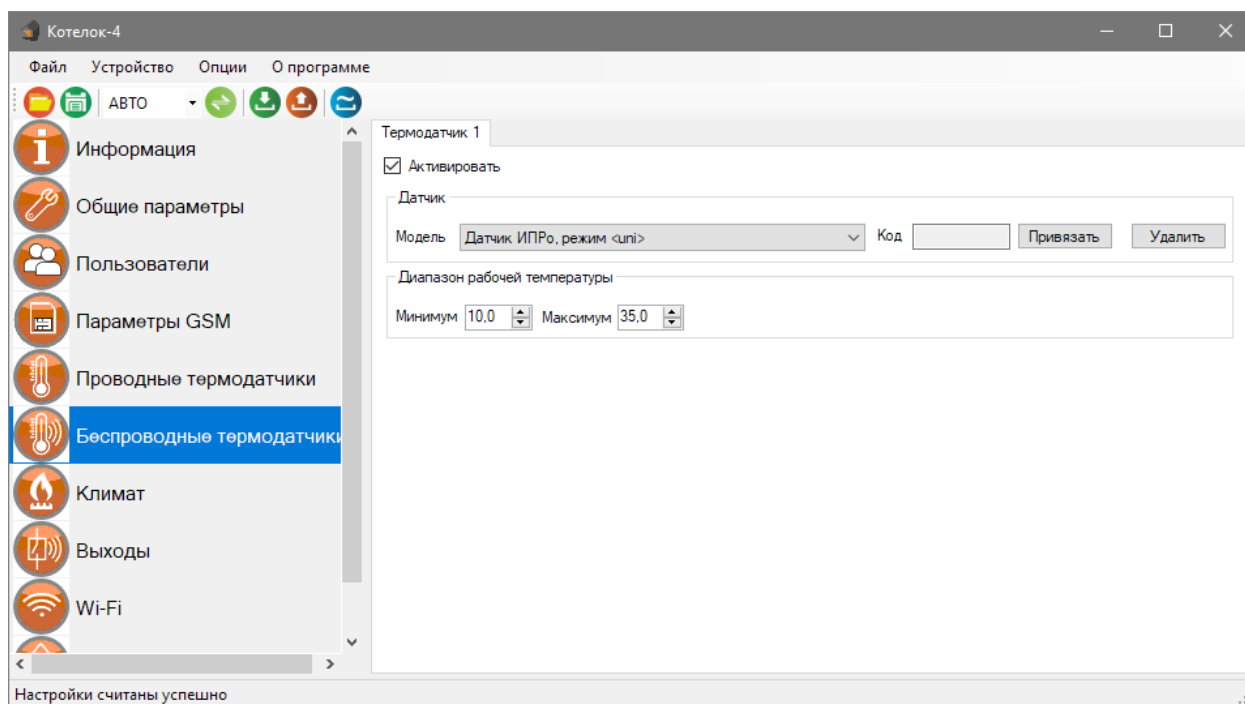 Котелок-4
Файл Устройство Опции О программе
АВТО
Информация
Общие параметры
Пользователи
Параметры GSM
Проводные термодатчики
Беспроводные термодатчики
Климат
Выходы
Wi-Fi
Термодатчик 1
Активировать
Датчик
Модель Датчик ИПРо, режим <uni> Код Привязать Удалить
Диапазон рабочей температуры
Минимум 10,0 Максимум 35,0
Настройки считаны успешно